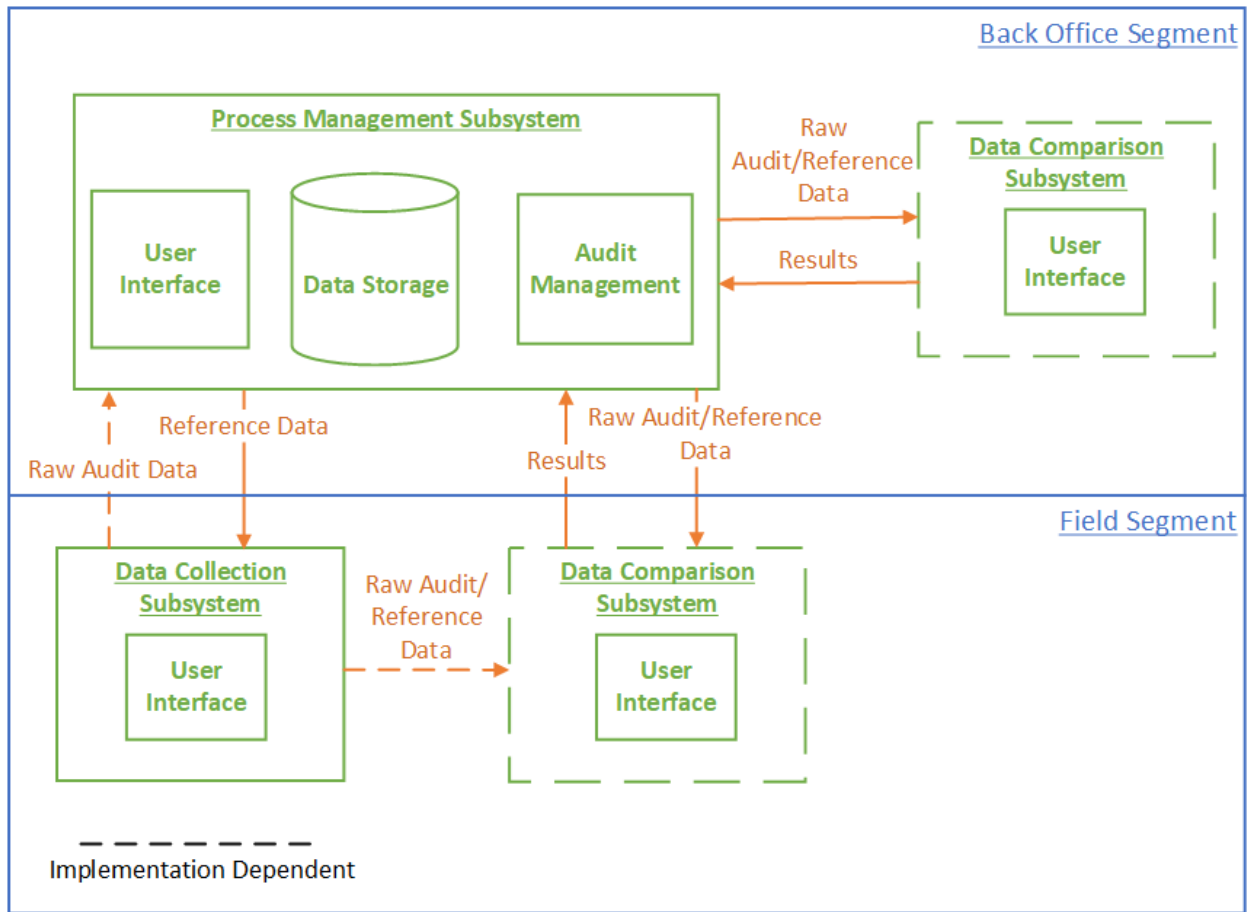 Back Office Segment
Process Management Subsystem
User
Interface
Data Storage
Audit
Management
Raw
Audit/Reference
Data
Results
Data Comparison
Subsystem
User
Interface
Raw Audit Data
Reference Data
Results
Raw Audit/Reference
Data
Field Segment
Data Collection
Subsystem
User
Interface
Raw Audit/
Reference
Data
Data Comparison
Subsystem
User
Interface
Implementation Dependent